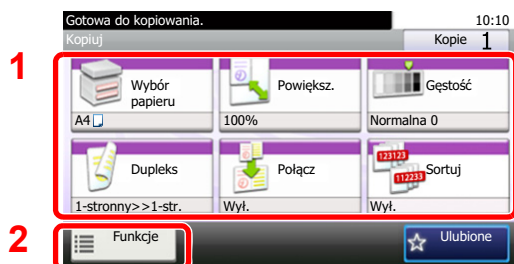 Gotowa do kopiowania. 10:10
Kopiuj Kopie 1
1
Wybór papieru
A4
Powiększ.
100%
Gęstość
Normalna 0
Dupleks
1-stronny>>1-str.
Połącz
Wył.
123123
112233
Sortuj
Wył.
2
Funkcje
Ulubione